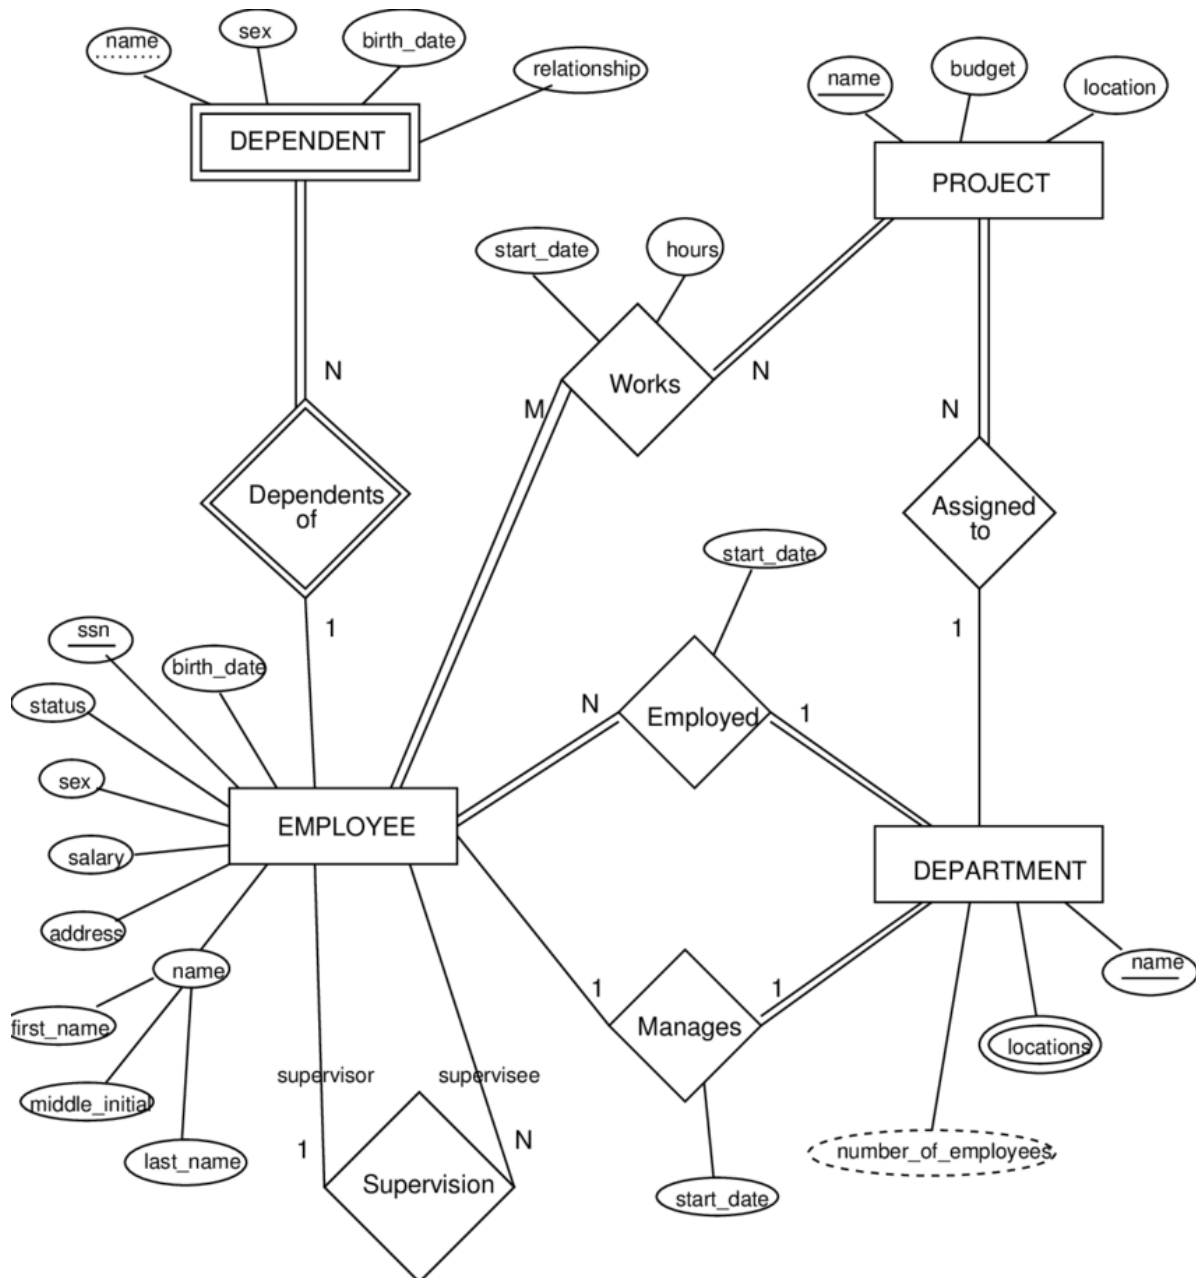 name
sex
birth_date
relationship
DEPENDENT
name
budget
location
PROJECT
start_date
hours
N
M
Works
N
N
Dependents
of
Assigned
to
start_date
1
1
ssn
birth_date
status
N
Employed
1
sex
EMPLOYEE
salary
DEPARTMENT
address
name
name
first_name
1
Manages
1
locations
middle_initial
supervisor
supervisee
last_name
1
N
number_of_employees
Supervision
start_date